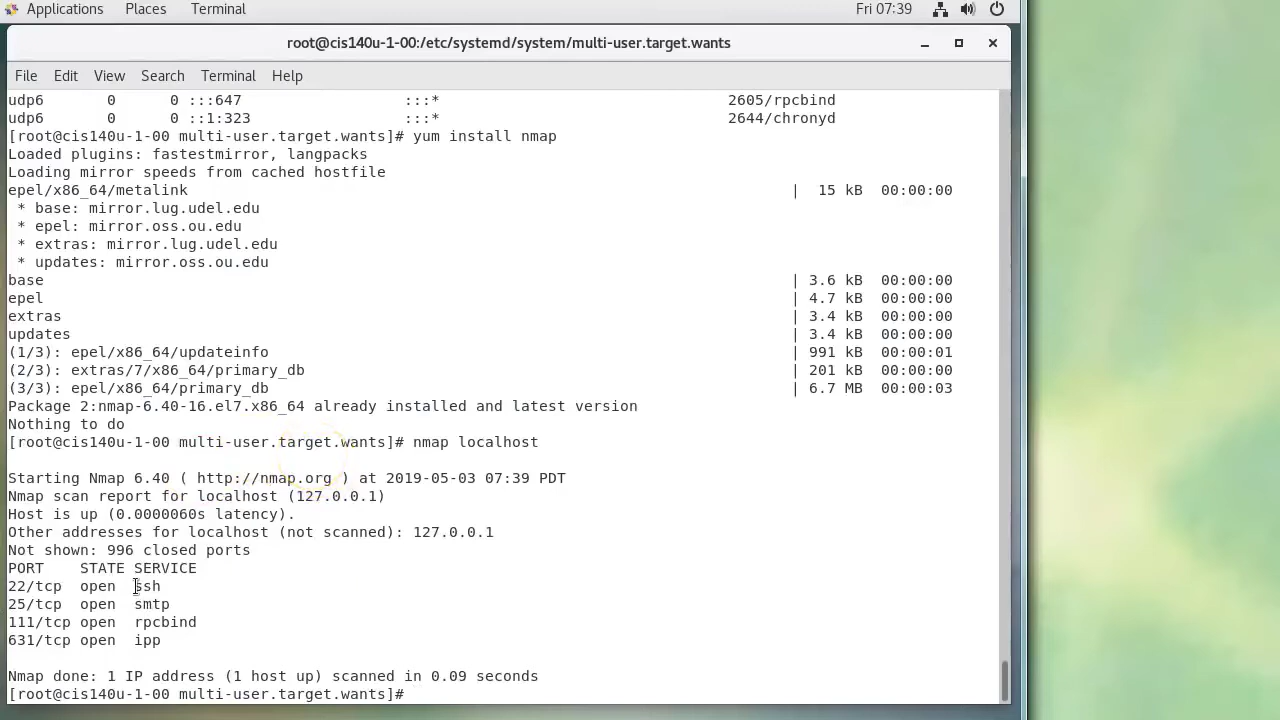 Applications Places Terminal Fri 07:39
root@cis140u-1-00:/etc/systemd/system/multi-user.target.wants
File Edit View Search Terminal Help
udp6 0 0 :::647 :::* 2605/rpcbind
udp6 0 0 ::1:323 :::* 2644/chronyd
[root@cis140u-1-00 multi-user.target.wants]# yum install nmap
Loaded plugins: fastestmirror, langpacks
Loading mirror speeds from cached hostfile
epel/x86_64/metalink | 15 kB 00:00:00
* base: mirror.lug.udel.edu
* epel: mirror.oss.ou.edu
* extras: mirror.lug.udel.edu
* updates: mirror.oss.ou.edu
base | 3.6 kB 00:00:00
epel | 4.7 kB 00:00:00
extras | 3.4 kB 00:00:00
updates | 3.4 kB 00:00:00
(1/3): epel/x86_64/updateinfo | 991 kB 00:00:01
(2/3): extras/7/x86_64/primary_db | 201 kB 00:00:00
(3/3): epel/x86_64/primary_db | 6.7 MB 00:00:03
Package 2:nmap-6.40-16.el7.x86_64 already installed and latest version
Nothing to do
[root@cis140u-1-00 multi-user.target.wants]# nmap localhost
Starting Nmap 6.40 ( http://nmap.org ) at 2019-05-03 07:39 PDT
Nmap scan report for localhost (127.0.0.1)
Host is up (0.0000060s latency).
Other addresses for localhost (not scanned): 127.0.0.1
Not shown: 996 closed ports
PORT STATE SERVICE
22/tcp open ssh
25/tcp open smtp
111/tcp open rpcbind
631/tcp open ipp
Nmap done: 1 IP address (1 host up) scanned in 0.09 seconds
[root@cis140u-1-00 multi-user.target.wants]#